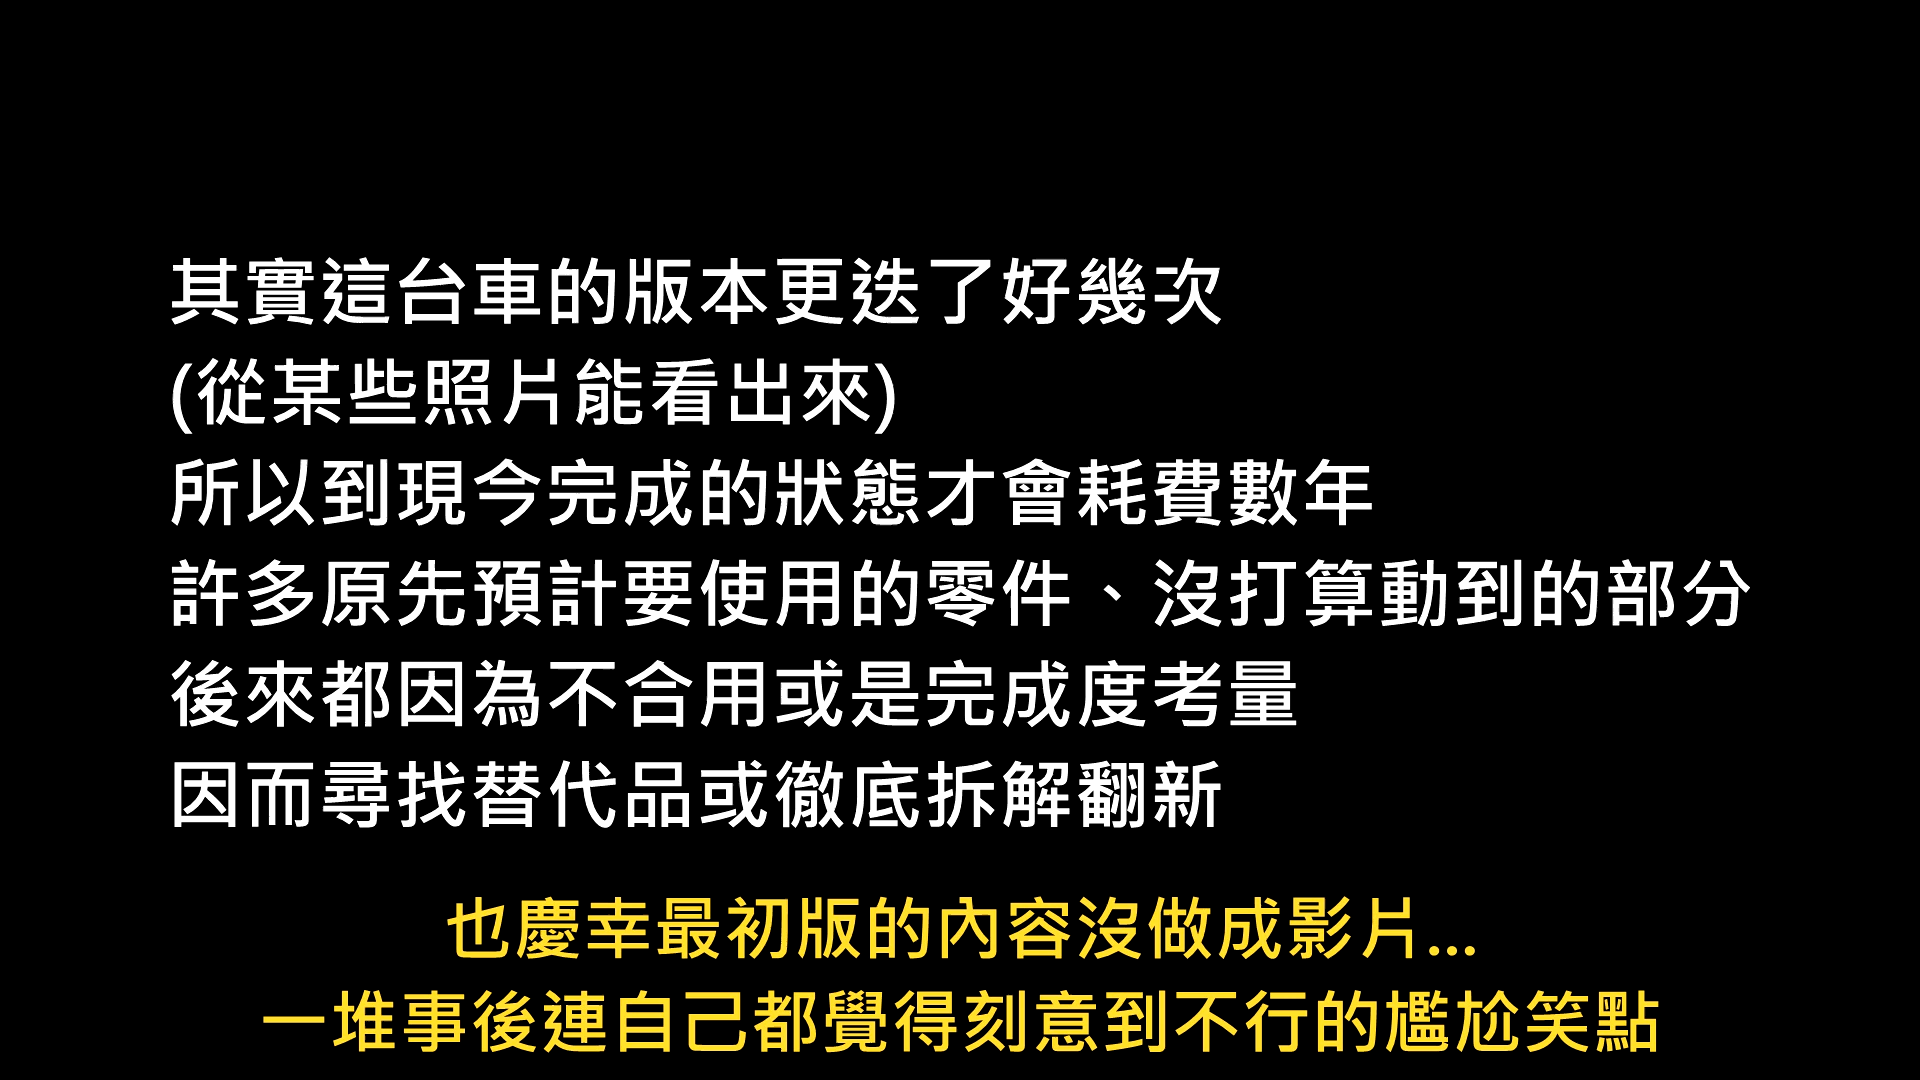 其實這台車的版本更迭了好幾次
(從某些照片能看出來)
所以到現今完成的狀態才會耗費數年
許多原先預計要使用的零件、沒打算動到的部分
後來都因為不合用或是完成度考量
因而尋找替代品或徹底拆解翻新
也慶幸最初版的內容沒做成影片...
一堆事後連自己都覺得刻意到不行的尷尬笑點